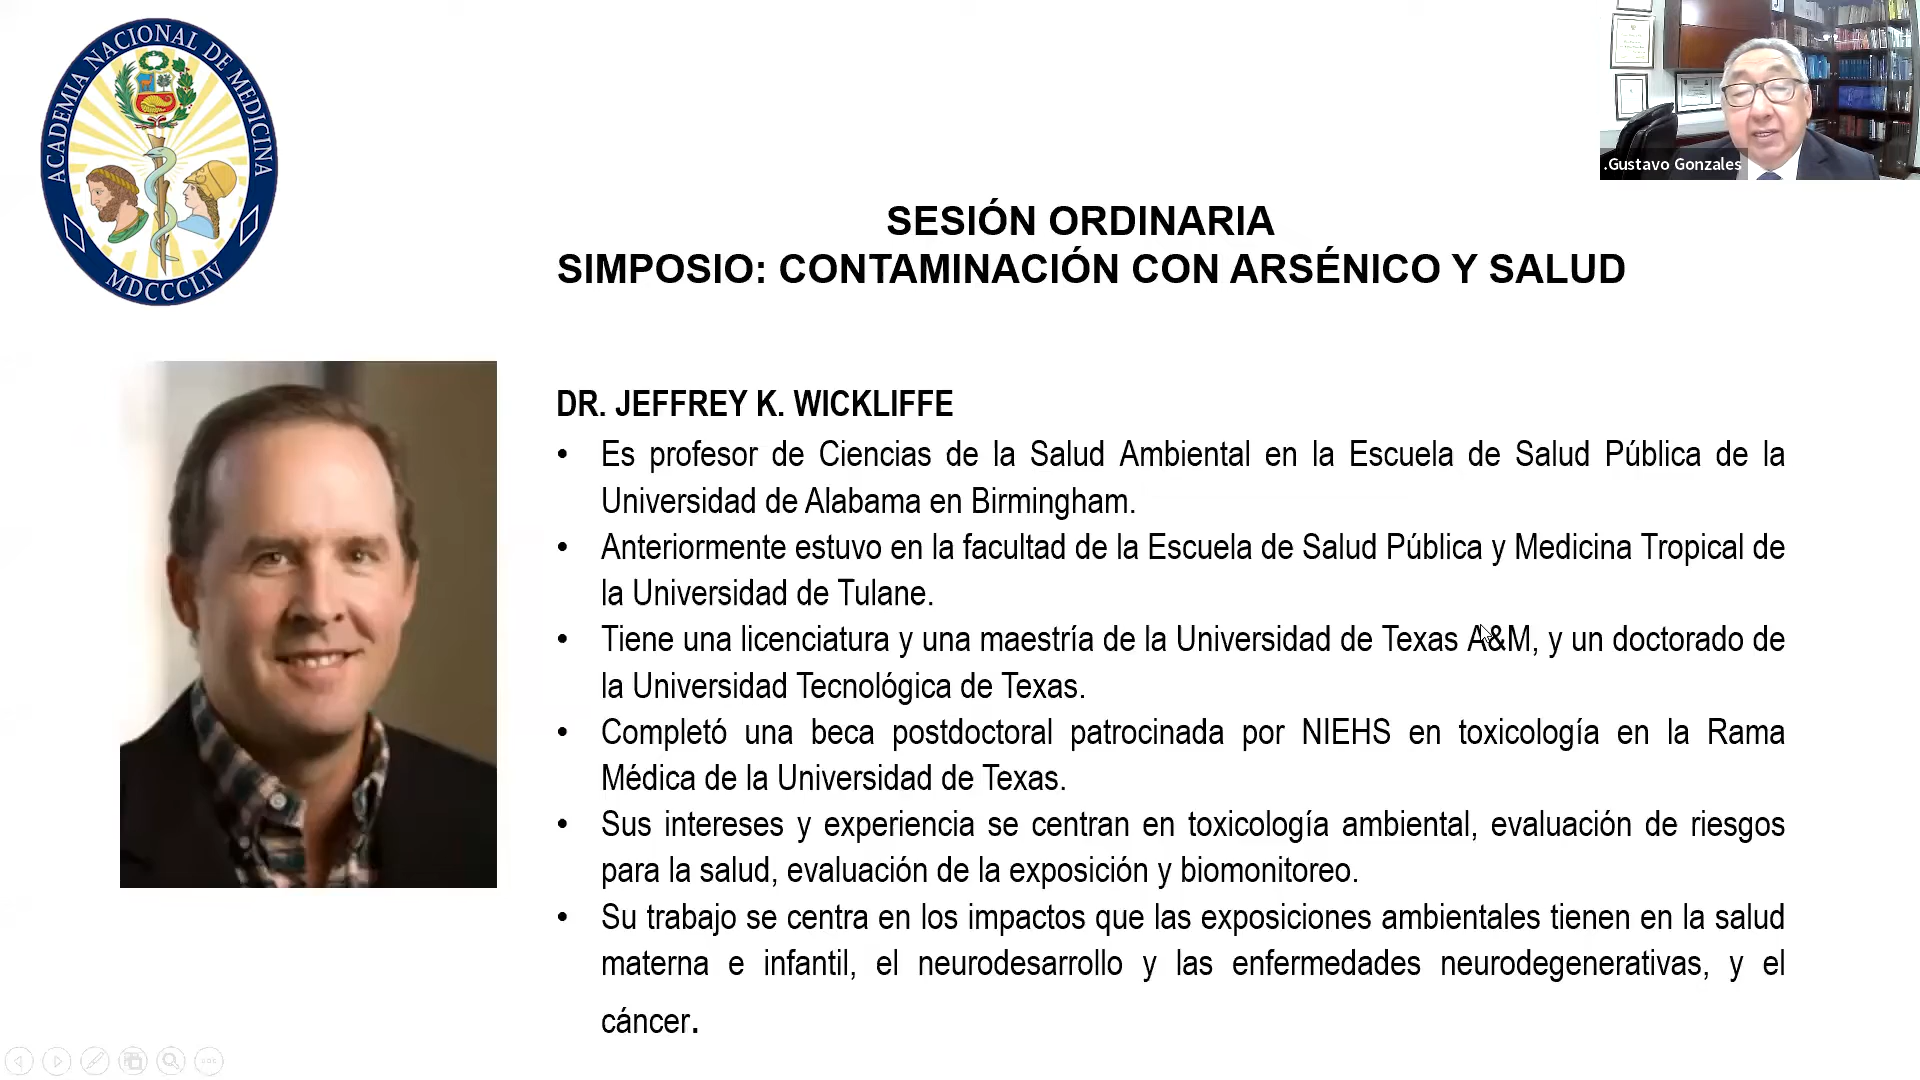 ACADEMIA NACIONAL DE MEDICINA
MDCCCLIV
.Gustavo Gonzales
SESIÓN ORDINARIA
SIMPOSIO: CONTAMINACIÓN CON ARSÉNICO Y SALUD
DR. JEFFREY K. WICKLIFFE
• Es profesor de Ciencias de la Salud Ambiental en la Escuela de Salud Pública de la
Universidad de Alabama en Birmingham.
• Anteriormente estuvo en la facultad de la Escuela de Salud Pública y Medicina Tropical de
la Universidad de Tulane.
• Tiene una licenciatura y una maestría de la Universidad de Texas A&M, y un doctorado de
la Universidad Tecnológica de Texas.
• Completó una beca postdoctoral patrocinada por NIEHS en toxicología en la Rama
Médica de la Universidad de Texas.
• Sus intereses y experiencia se centran en toxicología ambiental, evaluación de riesgos
para la salud, evaluación de la exposición y biomonitoreo.
• Su trabajo se centra en los impactos que las exposiciones ambientales tienen en la salud
materna e infantil, el neurodesarrollo y las enfermedades neurodegenerativas, y el
cáncer.